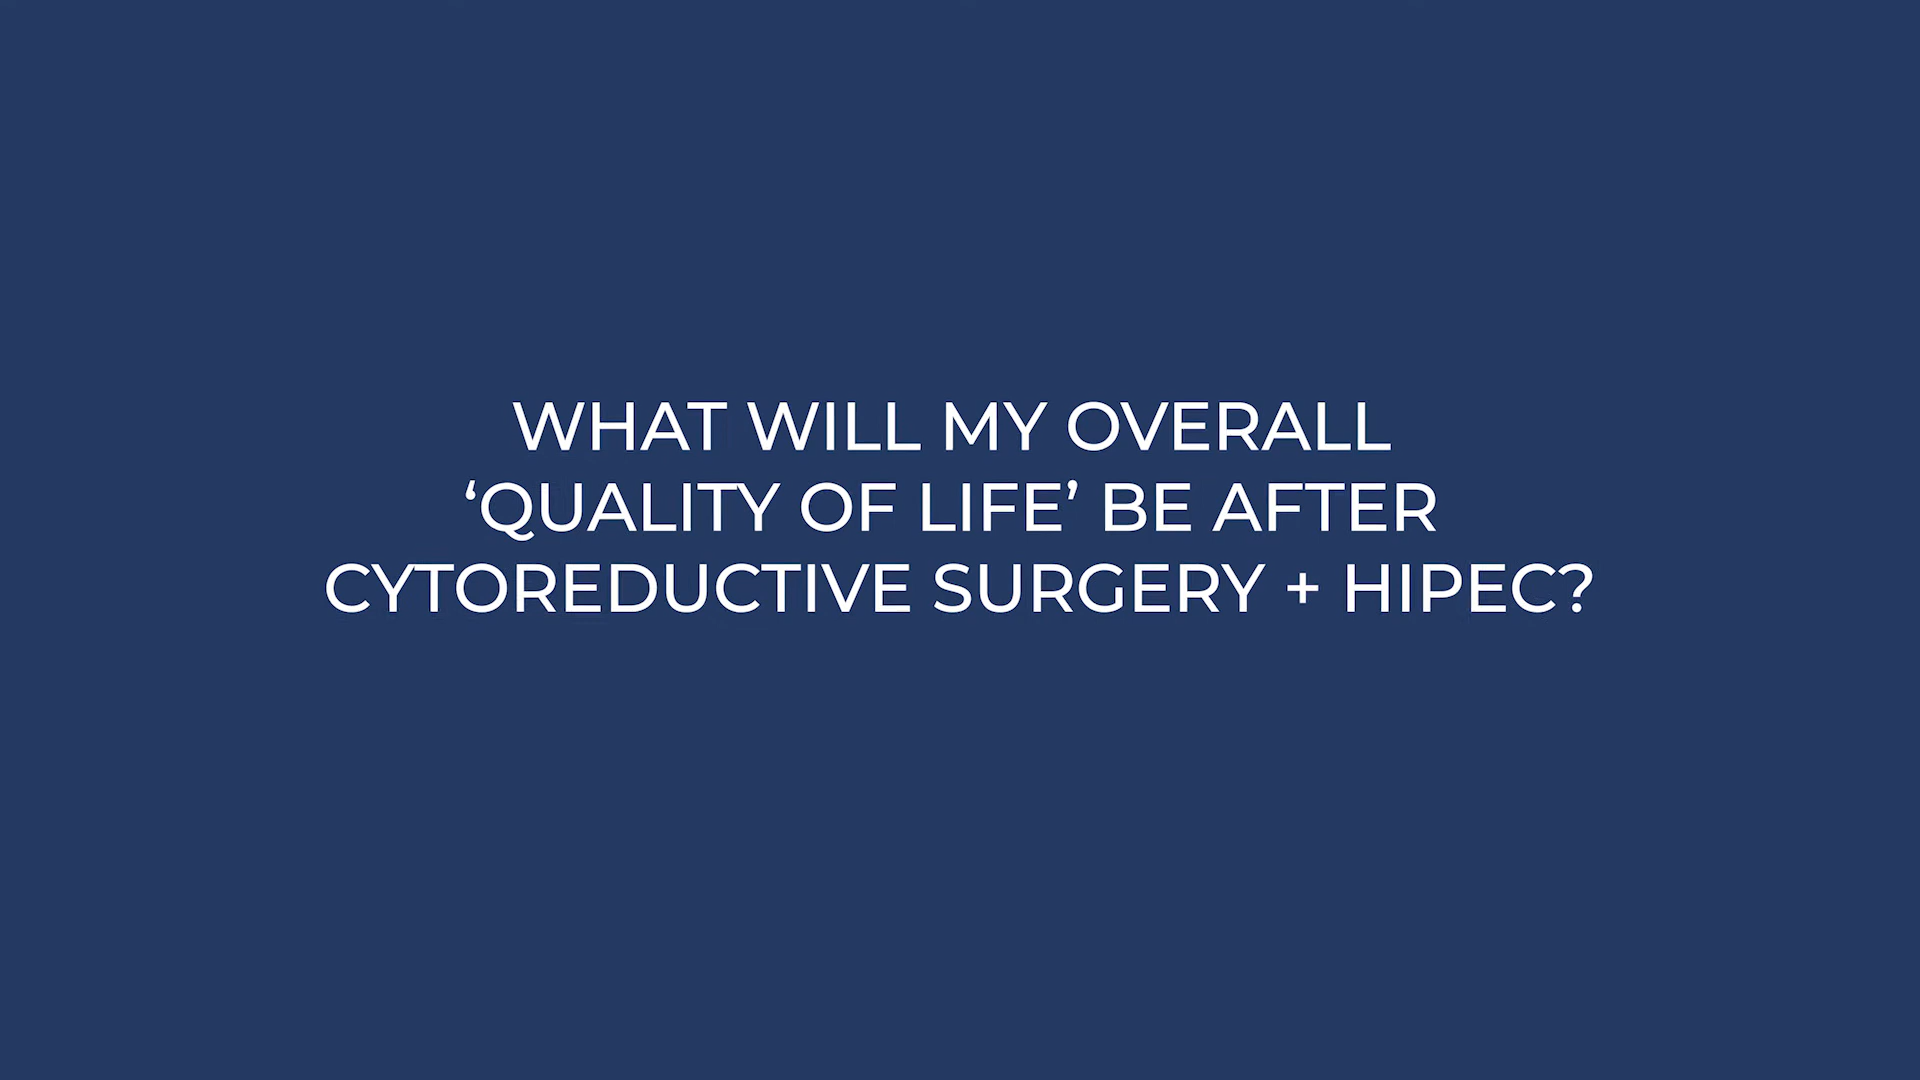 WHAT WILL MY OVERALL
‘QUALITY OF LIFE’ BE AFTER
CYTOREDUCTIVE SURGERY + HIPEC?